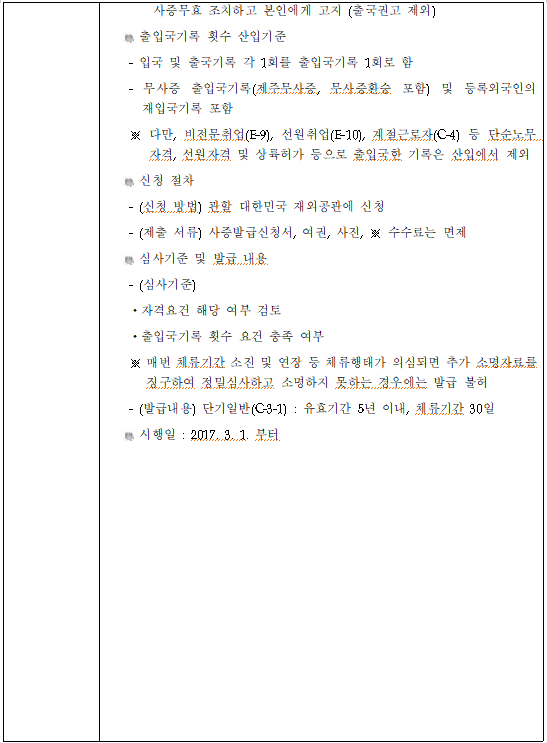 사증무효 조치하고 본인에게 고지 (출국권고 제외)
출입국기록 횟수 산입기준
- 입국 및 출국기록 각 1회를 출입국기록 1회로 함
- 무사증 출입국기록(제주무사증, 무사증환승 포함) 및 등록외국인의
재입국기록 포함
※ 다만, 비전문취업(E-9), 선원취업(E-10), 계절근로자(C-4) 등 단순노무
자격, 선원자격 및 상륙허가 등으로 출입국한 기록은 산입에서 제외
신청 절차
- (신청 방법) 관할 대한민국 재외공관에 신청
- (제출 서류) 사증발급신청서, 여권, 사진, ※ 수수료는 면제
심사기준 및 발급 내용
- (심사기준)
・자격요건 해당 여부 검토
・출입국기록 횟수 요건 충족 여부
※ 매번 체류기간 소진 및 연장 등 체류행태가 의심되면 추가 소명자료를
징구하여 정밀심사하고 소명하지 못하는 경우에는 발급 불허
- (발급내용) 단기일반(C-3-1) : 유효기간 5년 이내, 체류기간 30일
시행일 : 2017. 3. 1. 부터